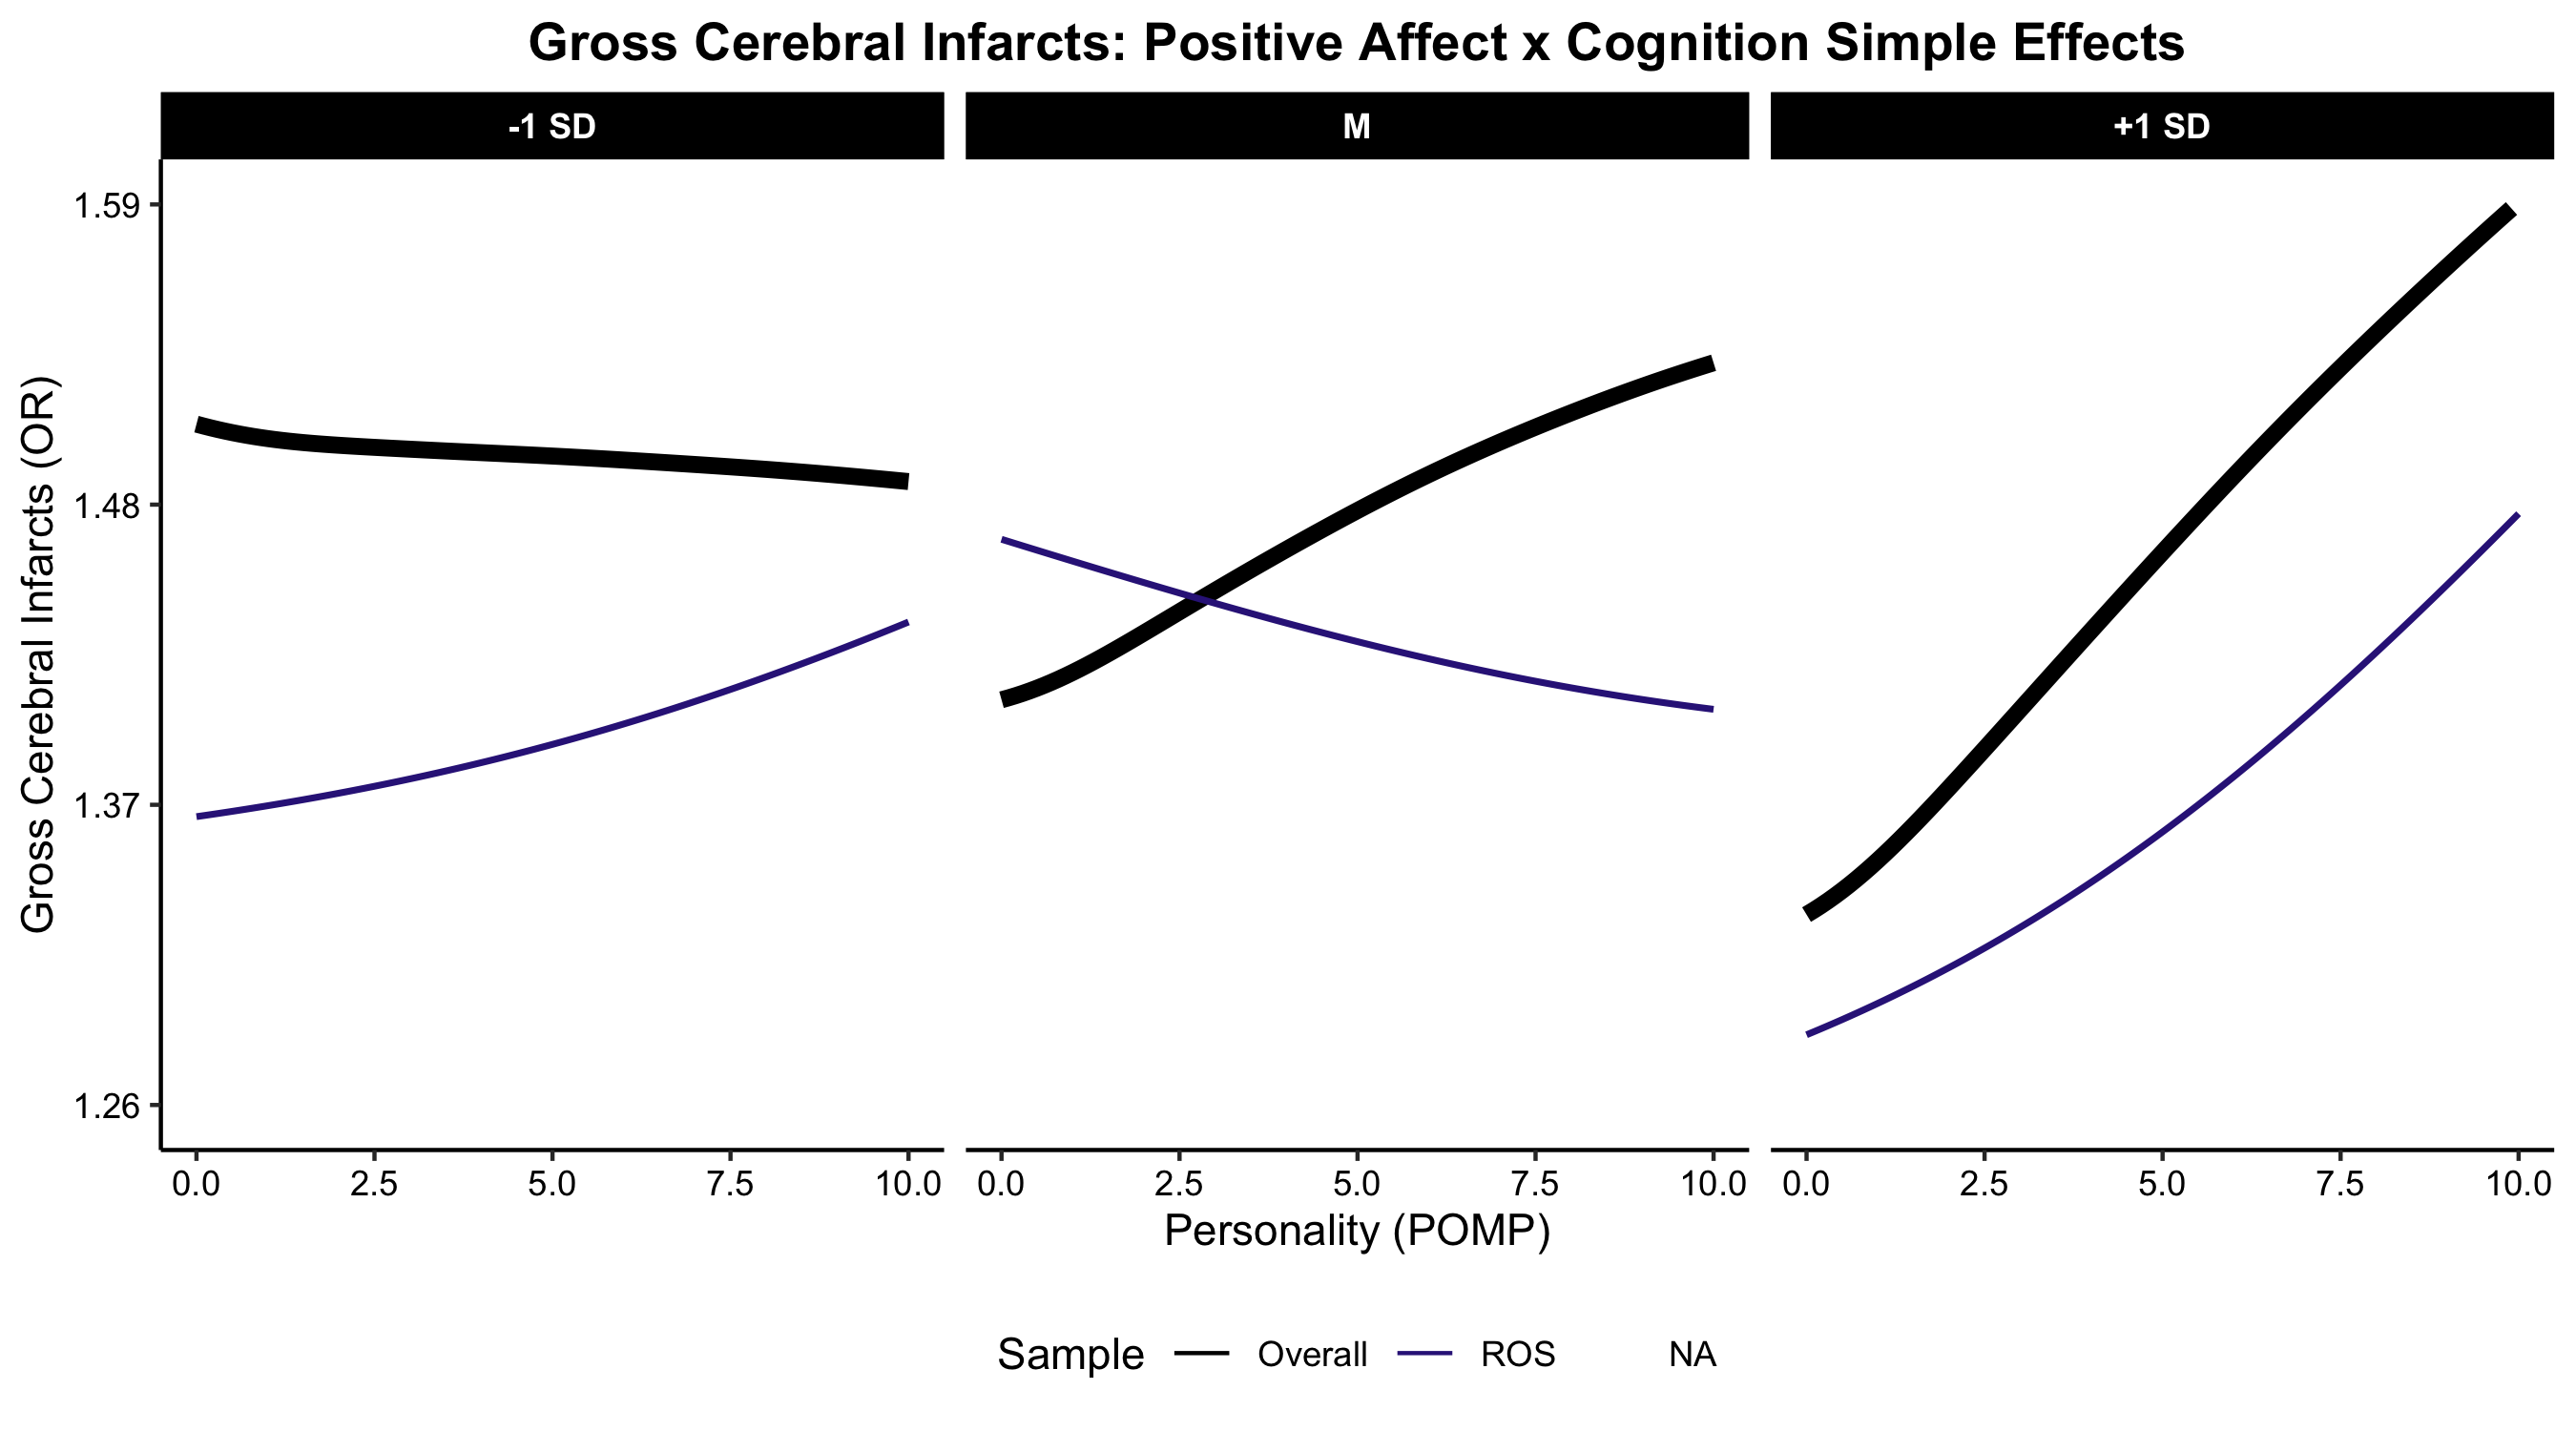 Gross Cerebral Infarcts: Positive Affect x Cognition Simple Effects
-1 SD M +1 SD
Gross Cerebral Infarcts (OR)
1.59
1.48
1.37
1.26
0.0 2.5 5.0 7.5 10.0 0.0 2.5 5.0 7.5 10.0 0.0 2.5 5.0 7.5 10.0
Personality (POMP)
Sample Overall ROS NA